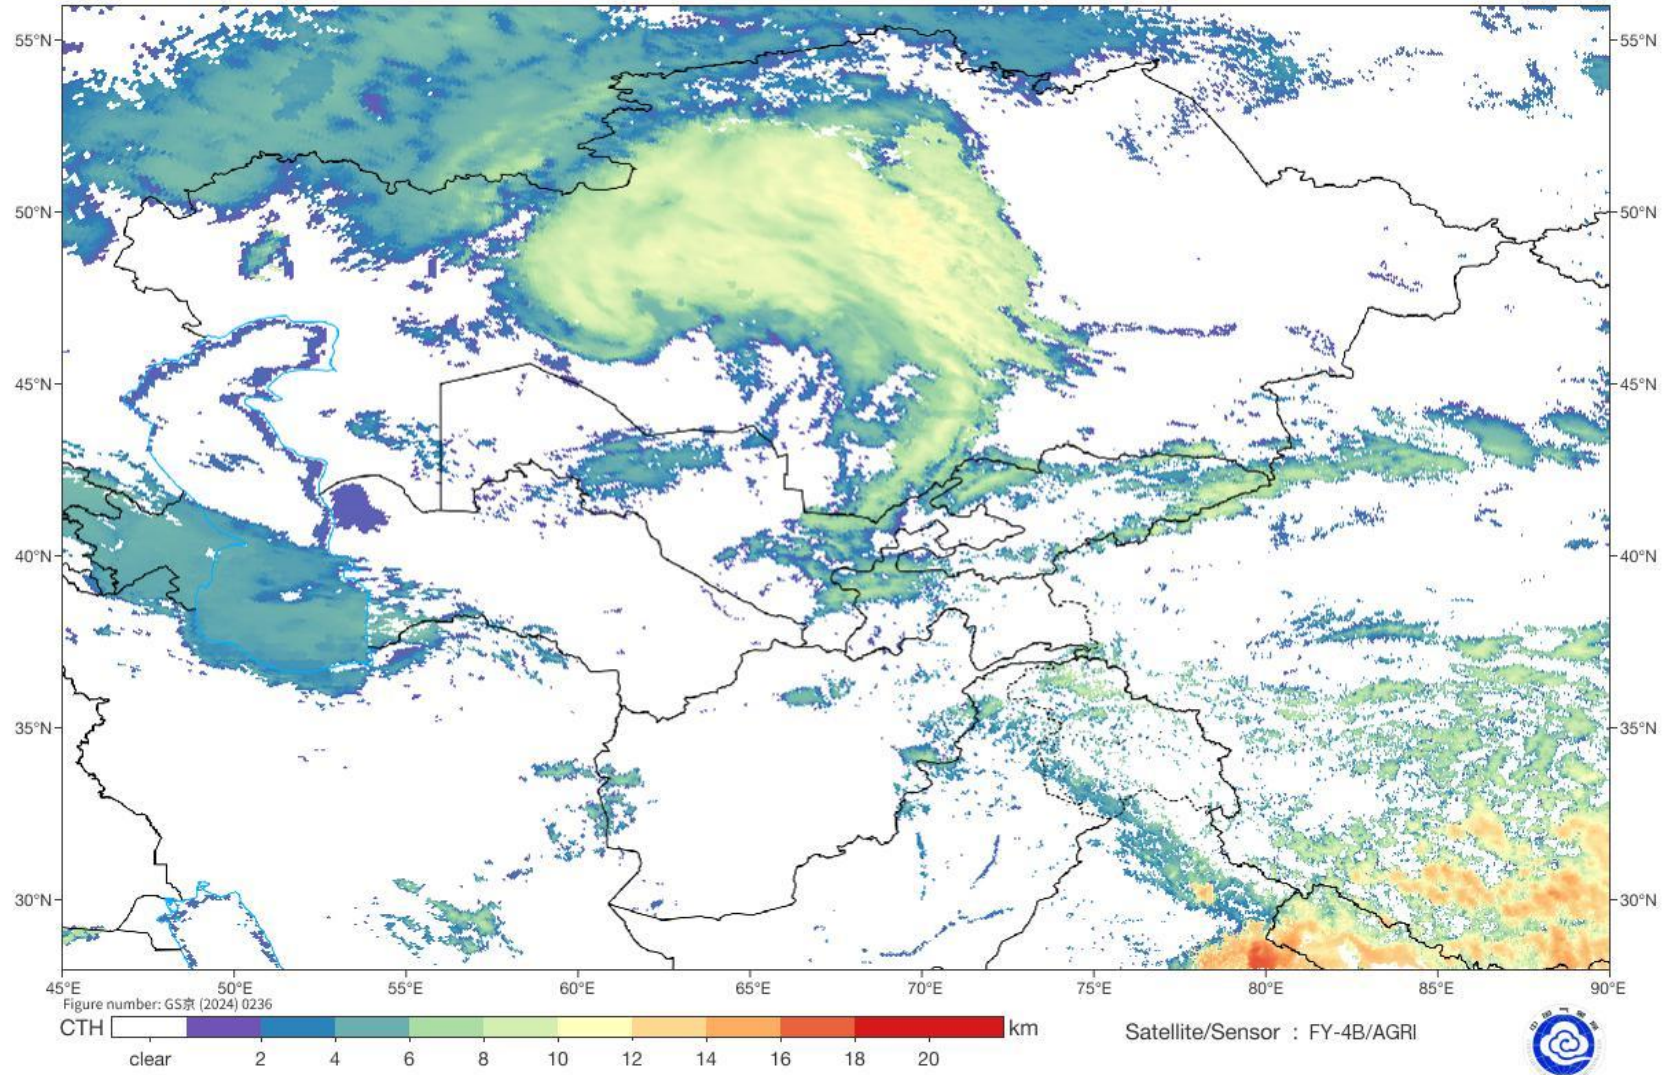 55°N
55°N
50°N
50°N
45°N
45°N
40°N
40°N
35°N
35°N
30°N
30°N
45°E 50°E 55°E 60°E 65°E 70°E 75°E 80°E 85°E 90°E
Figure number: GS京 (2024) 0236
CTH
km
clear 2 4 6 8 10 12 14 16 18 20
Satellite/Sensor : FY-4B/AGRI